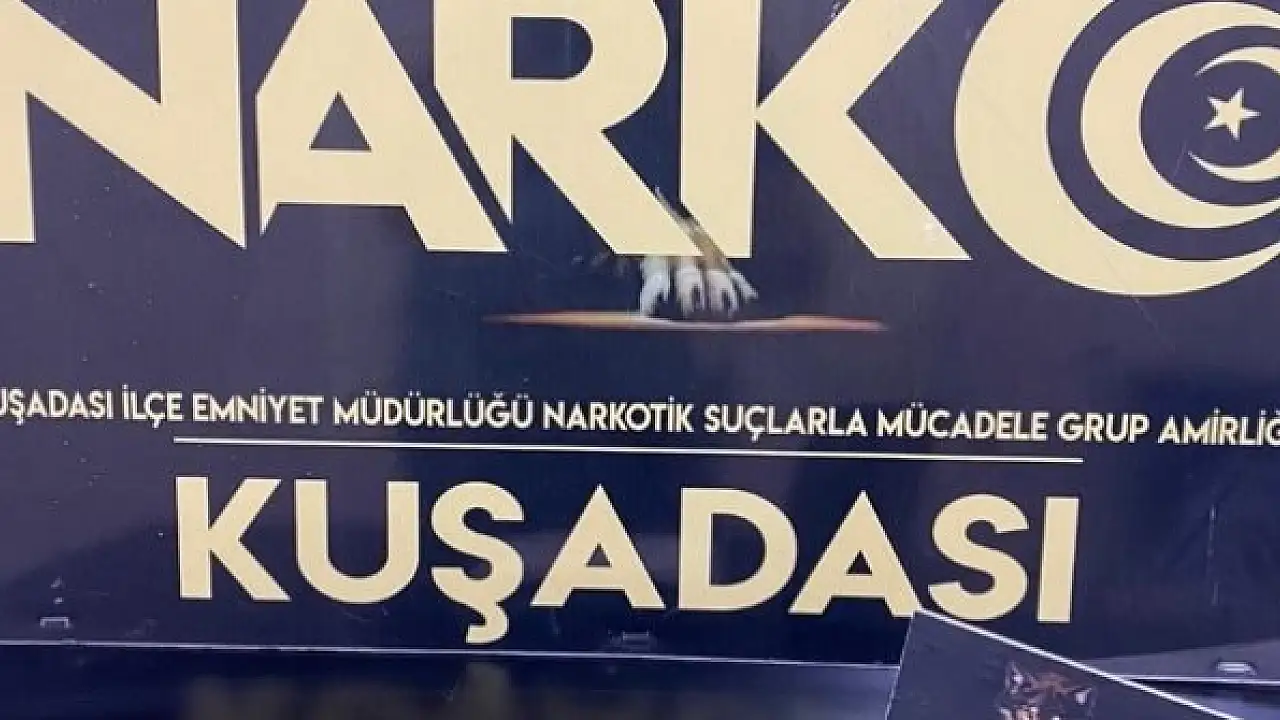 NARKO
UŞADASI İLÇE EMNİYET MÜDÜRLÜĞÜ NARKOTİK SUÇLARLA MÜCADELE GRUP AMİRLİĞ
KUŞADASI